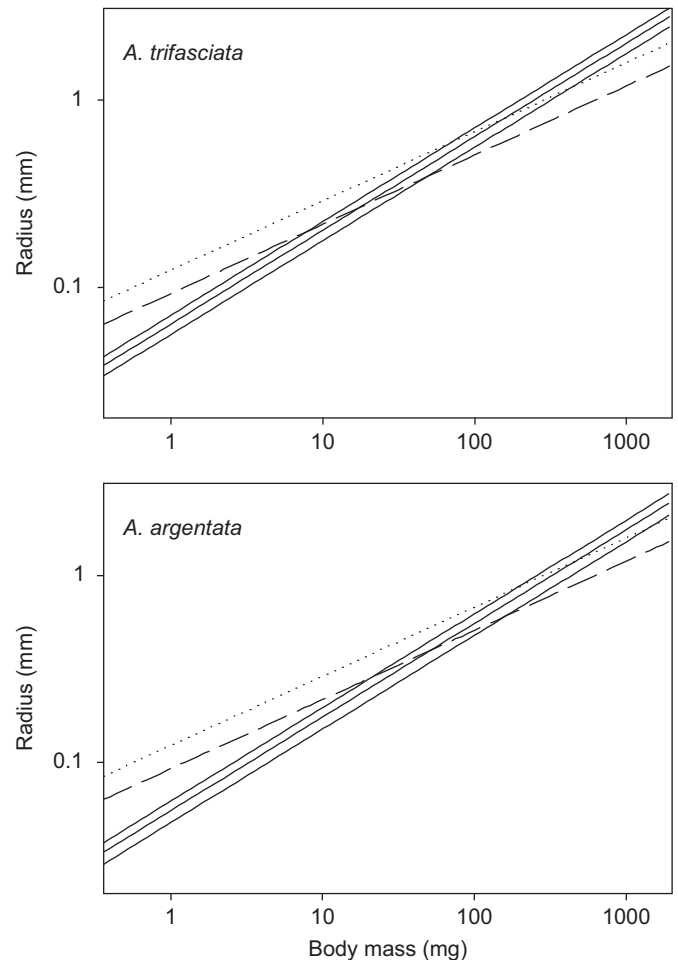 A. trifasciata
1
0.1
Radius (mm)
1 10 100 1000
A. argentata
1
0.1
Radius (mm)
1 10 100 1000
Body mass (mg)